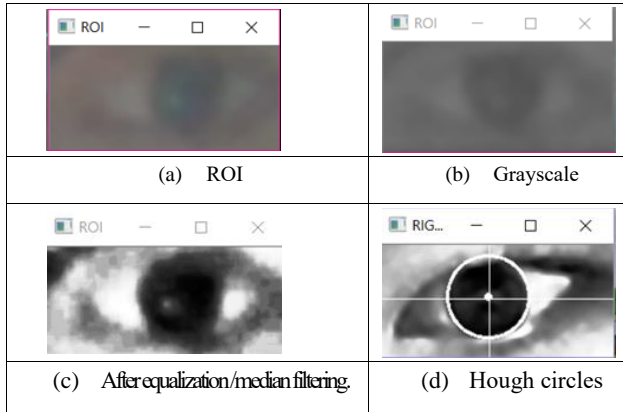 ROI
ROI
(a) ROI
(b) Grayscale
ROI
RIG...
(c) After equalization/median filtering.
(d) Hough circles